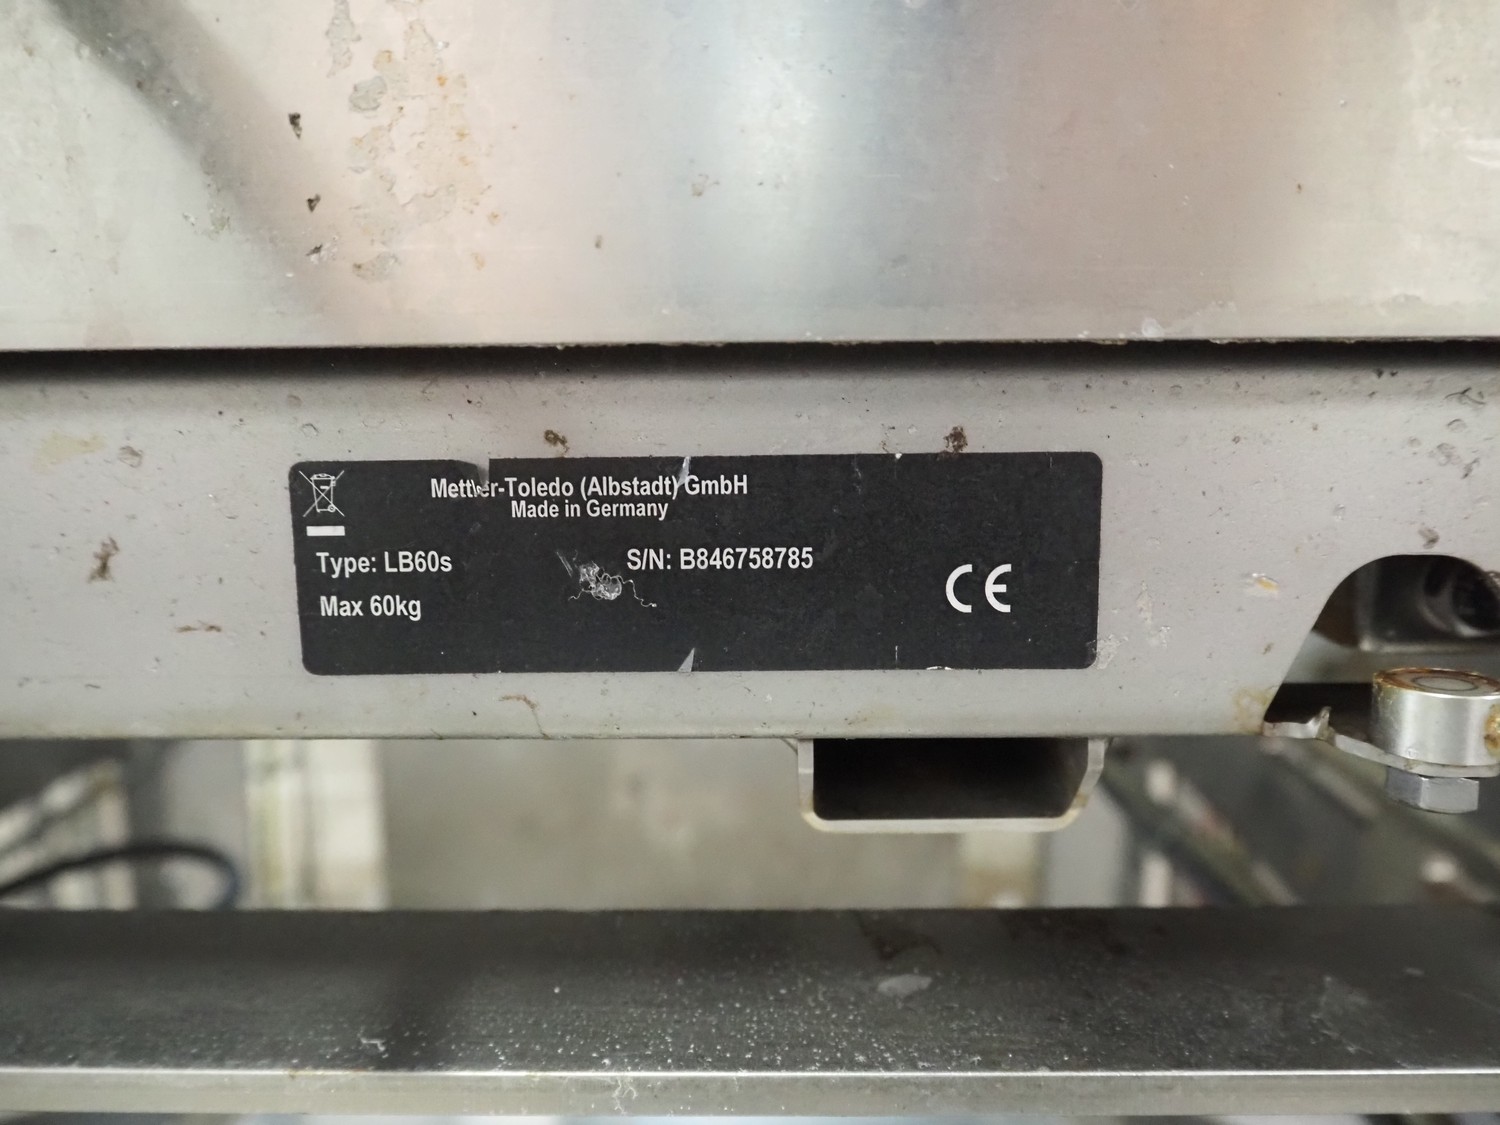 Mettler-Toledo (Albstadt) GmbH
Made in Germany
Type: LB60s
S/N: B846758785
Max 60kg
CE